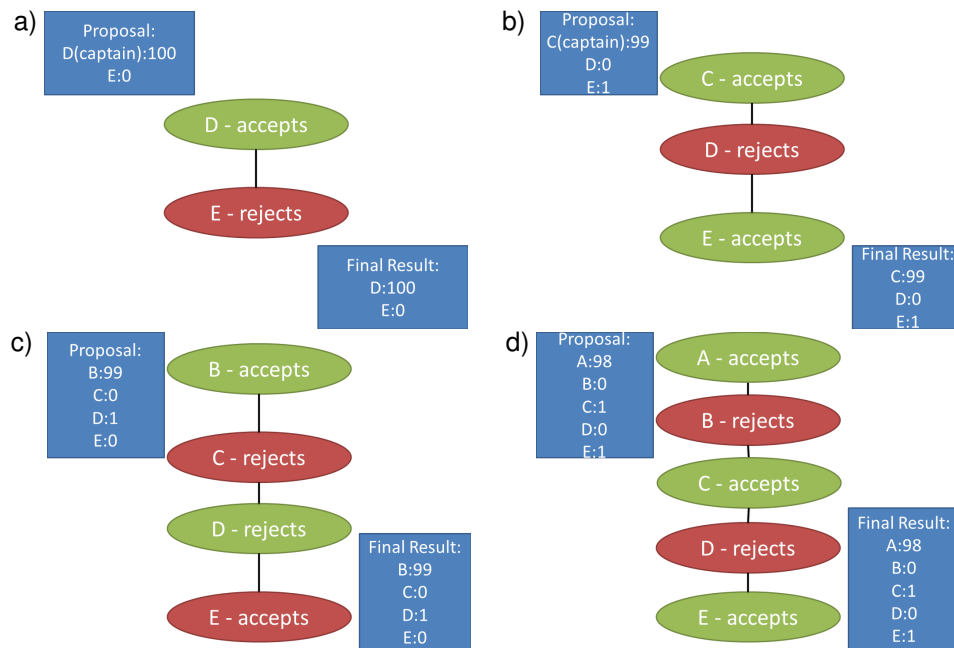 a)
Proposal:
D(captain):100
E:0
D - accepts
E - rejects
Final Result:
D:100
E:0
b)
Proposal:
C(captain):99
D:0
E:1
C - accepts
D - rejects
E - accepts
Final Result:
C:99
D:0
E:1
c)
Proposal:
B:99
C:0
D:1
E:0
B - accepts
C - rejects
D - rejects
E - accepts
Final Result:
B:99
C:0
D:1
E:0
d)
Proposal:
A:98
B:0
C:1
D:0
E:1
A - accepts
B - rejects
C - accepts
D - rejects
E - accepts
Final Result:
A:98
B:0
C:1
D:0
E:1